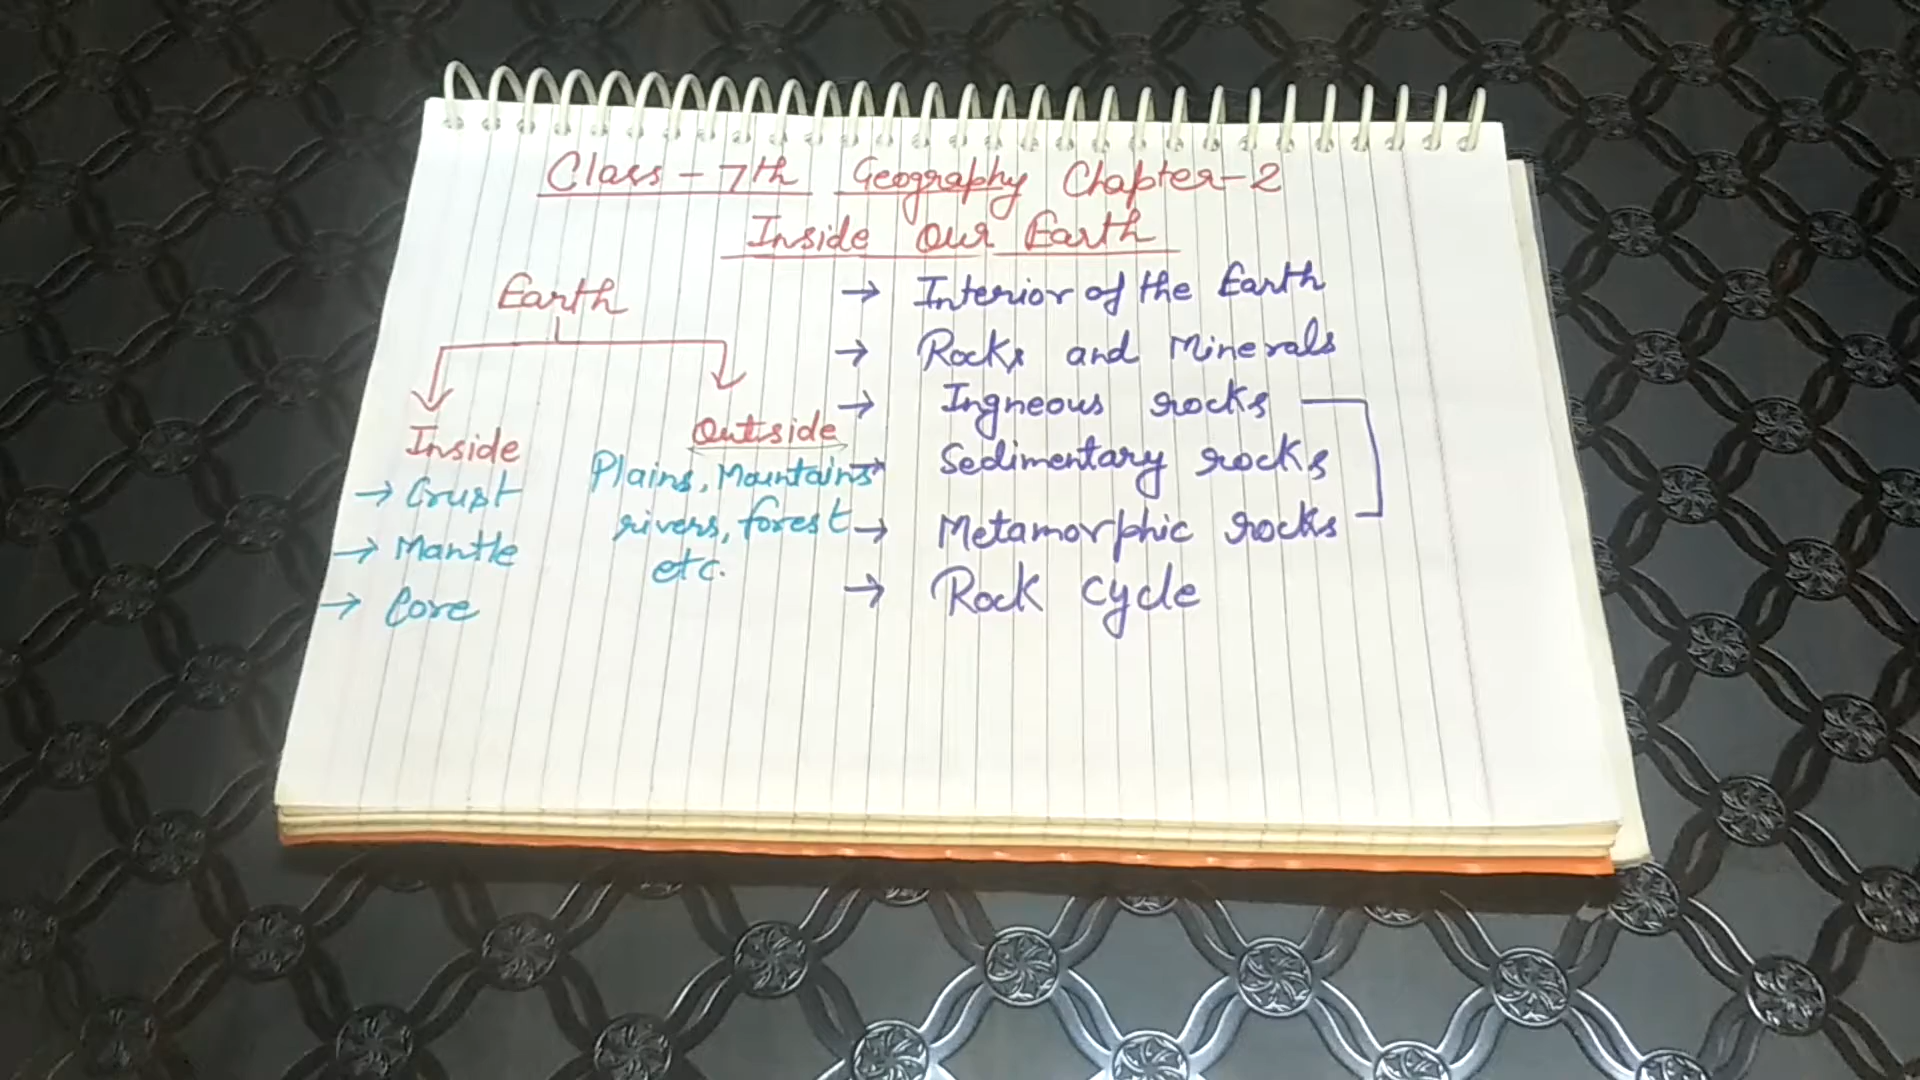 Class - 7th Geography Chapter-2
Inside Our Earth
Earth
Inside
→ Crust
→ Mantle
→ Core
Outside
Plains, Mountains
rivers, forest
etc.
→ Interior of the Earth
→ Rocks and Minerals
→ Ingneous rocks
→ Sedimentary rocks
→ Metamorphic rocks
→ Rock Cycle